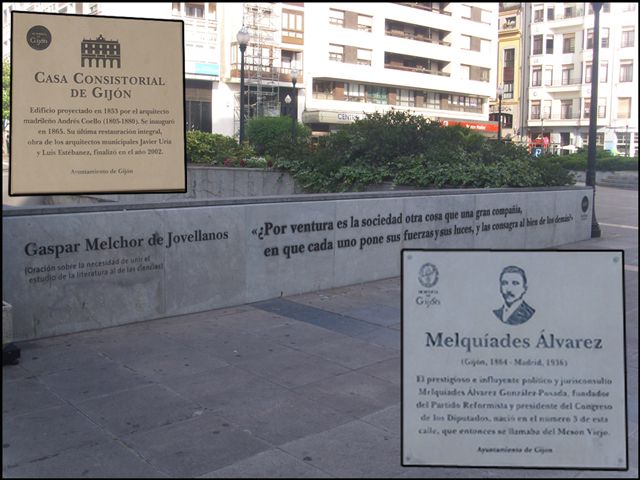 Gijón
CASA CONSISTORIAL
DE GIJÓN
Edificio proyectado en 1853 por el arquitecto
madrileño Andrés Coello (1805-1880). Se inauguró
en 1865. Su última restauración integral,
obra de los arquitectos municipales Javier Uría
y Luis Estébanez, finalizó en el año 2002.
Ayuntamiento de Gijón
Gaspar Melchor de Jovellanos
(Oración sobre la necesidad de unir el
estudio de la literatura al de las ciencias)
«¿Por ventura es la sociedad otra cosa que una gran compañía,
en que cada uno pone sus fuerzas y sus luces, y las consagra al bien de los demás?»
Gijón
Melquíades Álvarez
(Gijón, 1864 - Madrid, 1936)
El prestigioso e influyente político y jurisconsulto
Melquíades Álvarez González-Posada, fundador
del Partido Reformista y presidente del Congreso
de los Diputados, nació en el número 3 de esta
calle, que entonces se llamaba del Mesón Viejo.
Ayuntamiento de Gijón